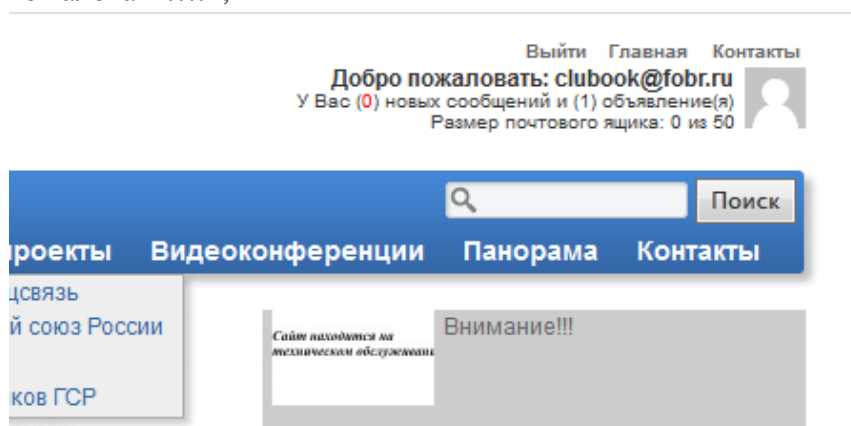 Выйти Главная Контакты
Добро пожаловать: clubook@fobr.ru
У Вас (0) новых сообщений и (1) объявление(я)
Размер почтового ящика: 0 из 50
Поиск
проекты Видеоконференции Панорама Контакты
цсвязь
й союз России
ков ГСР
Сайт находится на
техническом обслуживани
Внимание!!!